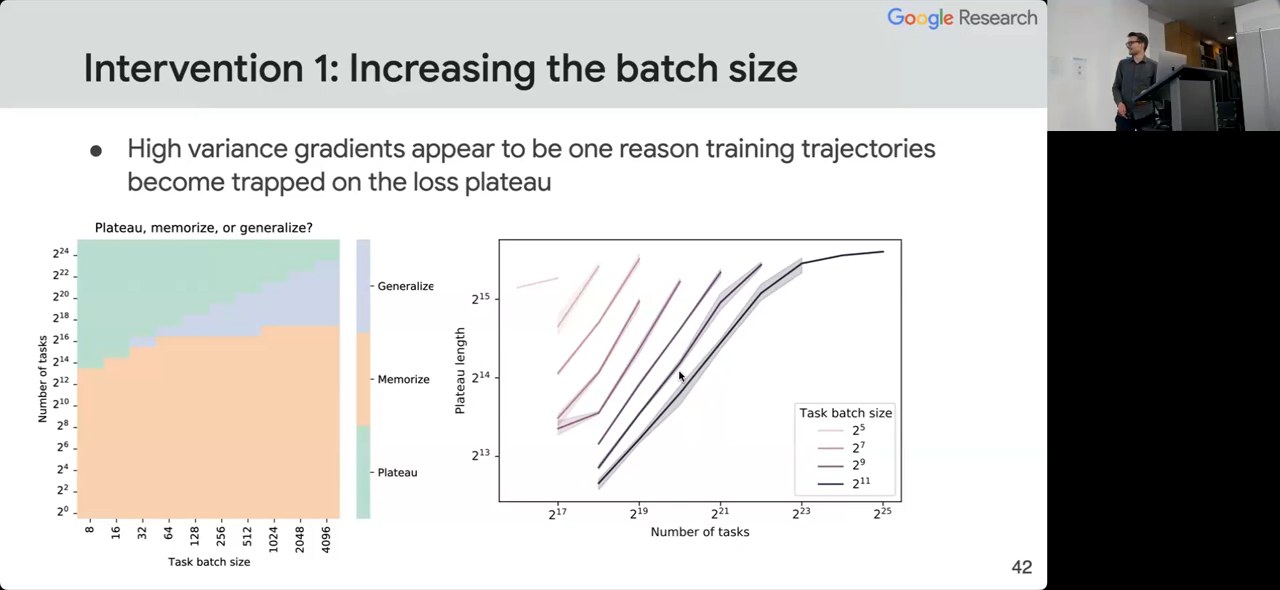 Google Research
Intervention 1: Increasing the batch size
● High variance gradients appear to be one reason training trajectories
become trapped on the loss plateau
Plateau, memorize, or generalize?
2^24
2^22
2^20
2^18
2^16
2^14
2^12
2^10
2^8
2^6
2^4
2^2
2^0
Number of tasks
8 16 32 64 128 256 512 1024 2048 4096
Task batch size
Generalize
Memorize
Plateau
2^15
2^14
2^13
Plateau length
2^17 2^19 2^21 2^23 2^25
Number of tasks
Task batch size
2^5
2^7
2^9
2^11
42